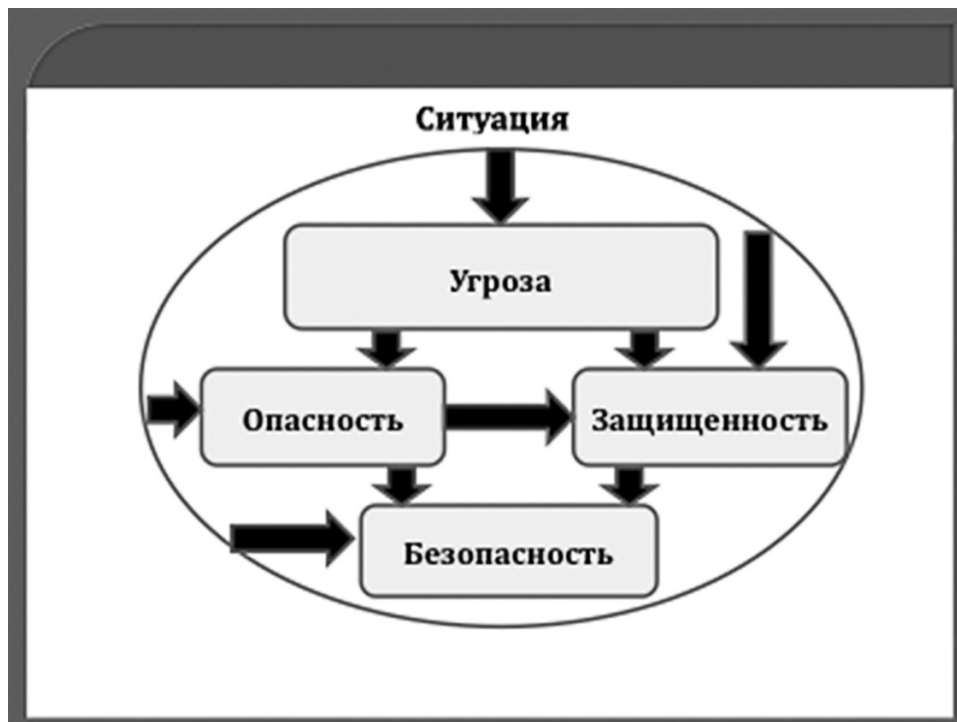 Ситуация
Угроза
Опасность
Защищенность
Безопасность